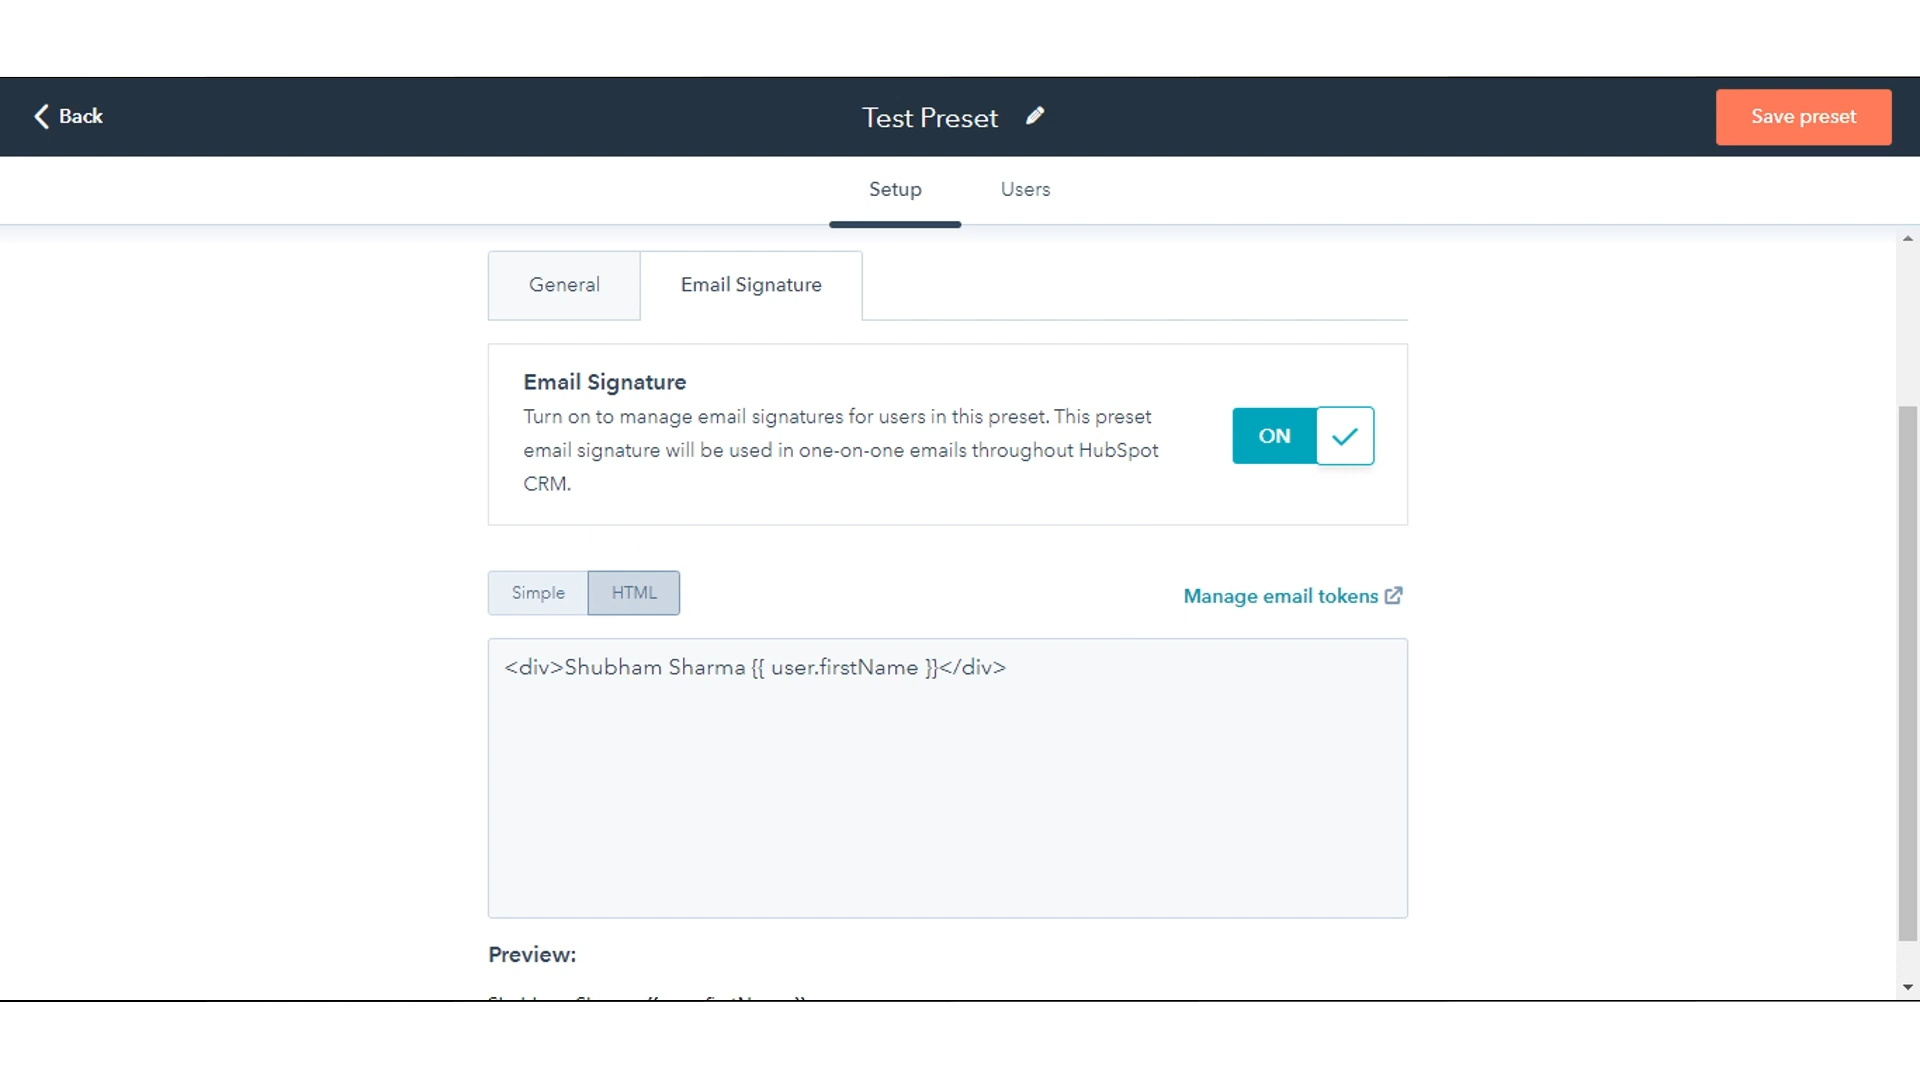 Back
Test Preset
Save preset
Setup
Users
General
Email Signature
Email Signature
Turn on to manage email signatures for users in this preset. This preset
email signature will be used in one-on-one emails throughout HubSpot
CRM.
ON
Simple
HTML
Manage email tokens
<div>Shubham Sharma {{ user.firstName }}</div>
Preview: